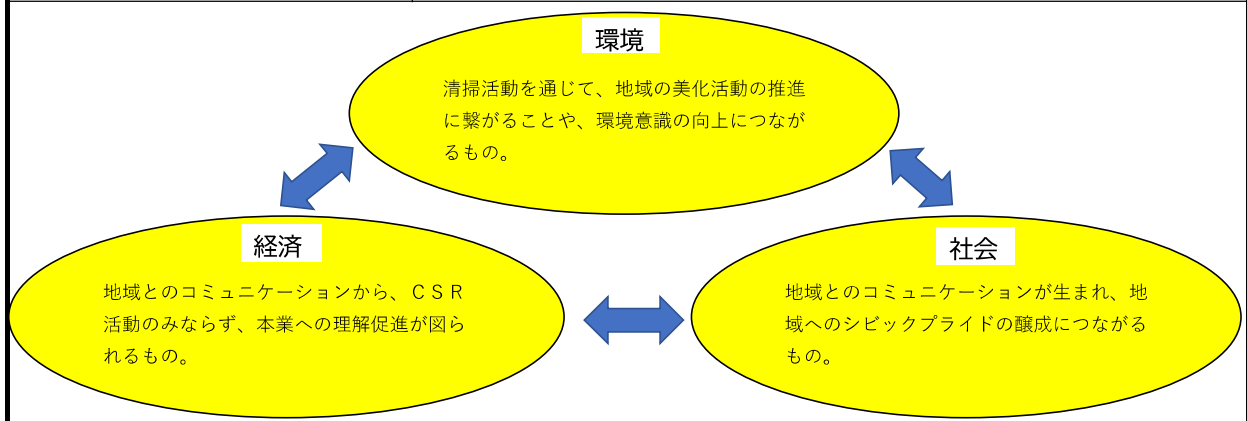 環境
清掃活動を通じて、地域の美化活動の推進
に繋がることや、環境意識の向上につなが
るもの。
経済
地域とのコミュニケーションから、ＣＳＲ
活動のみならず、本業への理解促進が図ら
れるもの。
社会
地域とのコミュニケーションが生まれ、地
域へのシビックプライドの醸成につながる
もの。